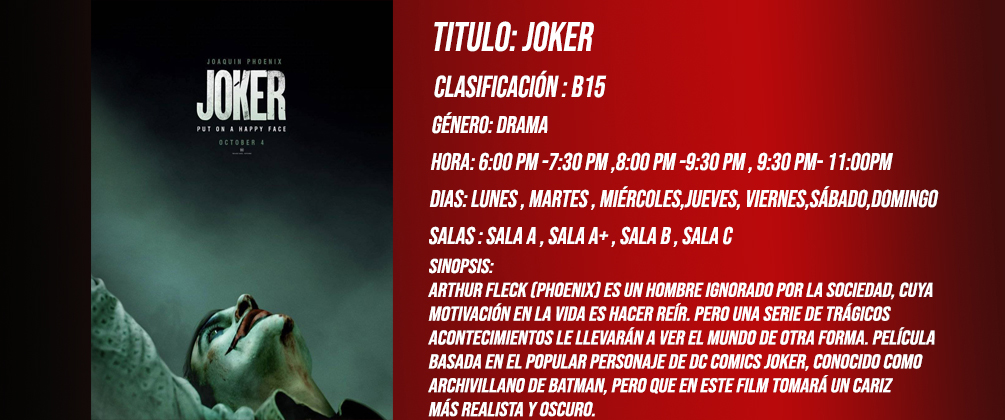 JOAQUIN PHOENIX
JOKER
PUT ON A HAPPY FACE
OCTOBER 4
TITULO: JOKER
CLASIFICACIÓN : B15
GÉNERO: DRAMA
HORA: 6:00 PM -7:30 PM ,8:00 PM -9:30 PM , 9:30 PM- 11:00PM
DIAS: LUNES , MARTES , MIÉRCOLES,JUEVES, VIERNES,SÁBADO,DOMINGO
SALAS : SALA A , SALA A+ , SALA B , SALA C
SINOPSIS:
ARTHUR FLECK (PHOENIX) ES UN HOMBRE IGNORADO POR LA SOCIEDAD, CUYA
MOTIVACIÓN EN LA VIDA ES HACER REÍR. PERO UNA SERIE DE TRÁGICOS
ACONTECIMIENTOS LE LLEVARÁN A VER EL MUNDO DE OTRA FORMA. PELÍCULA
BASADA EN EL POPULAR PERSONAJE DE DC COMICS JOKER, CONOCIDO COMO
ARCHIVILLANO DE BATMAN, PERO QUE EN ESTE FILM TOMARÁ UN CARIZ
MÁS REALISTA Y OSCURO.